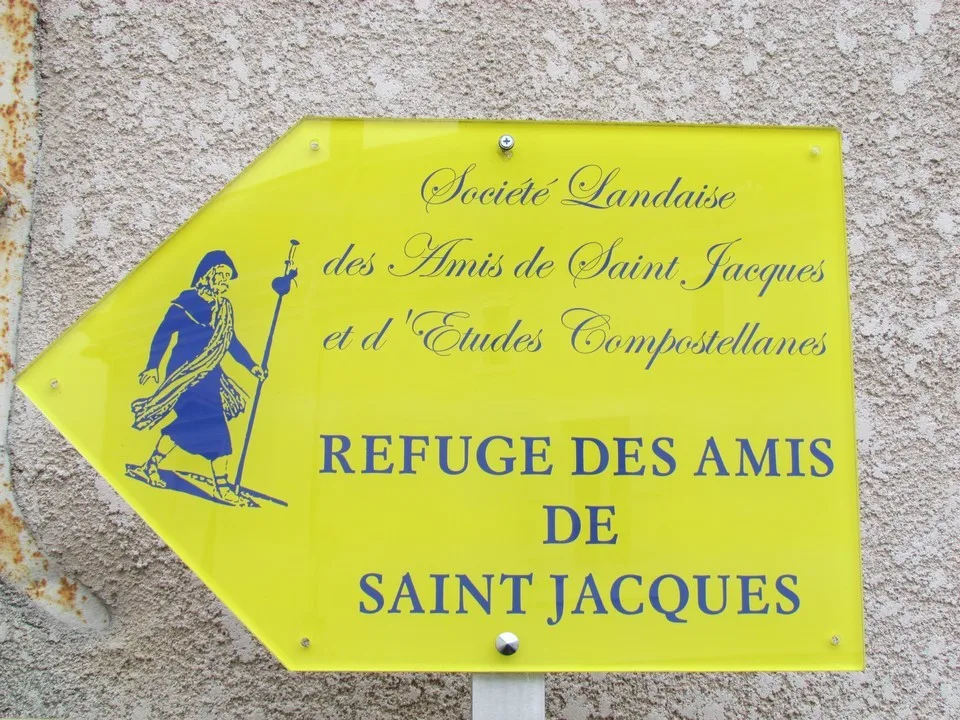 Société Landaise
des Amis de Saint Jacques
et d'Etudes Compostellanes
REFUGE DES AMIS
DE
SAINT JACQUES